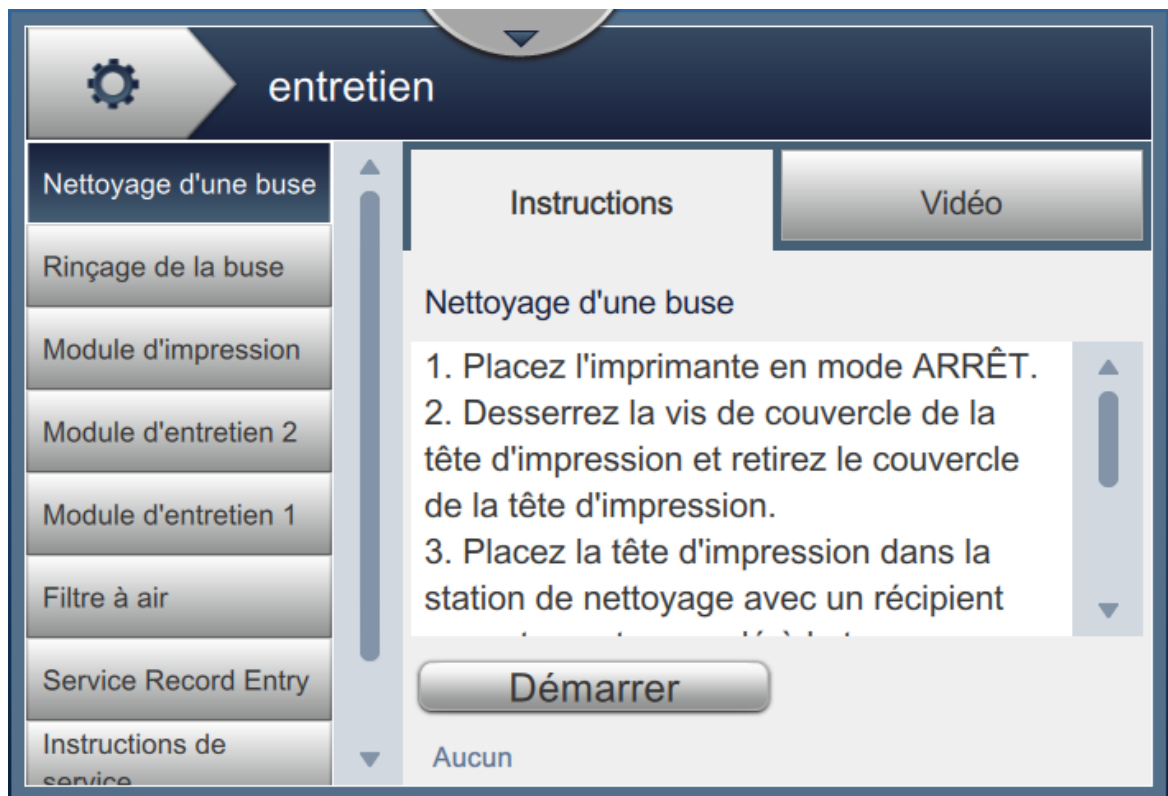 entretien
Nettoyage d'une buse
Rinçage de la buse
Module d'impression
Module d'entretien 2
Module d'entretien 1
Filtre à air
Service Record Entry
Instructions de
service
Instructions
Vidéo
Nettoyage d'une buse
1. Placez l'imprimante en mode ARRÊT.
2. Desserrez la vis de couvercle de la
tête d'impression et retirez le couvercle
de la tête d'impression.
3. Placez la tête d'impression dans la
station de nettoyage avec un récipient
Démarrer
Aucun